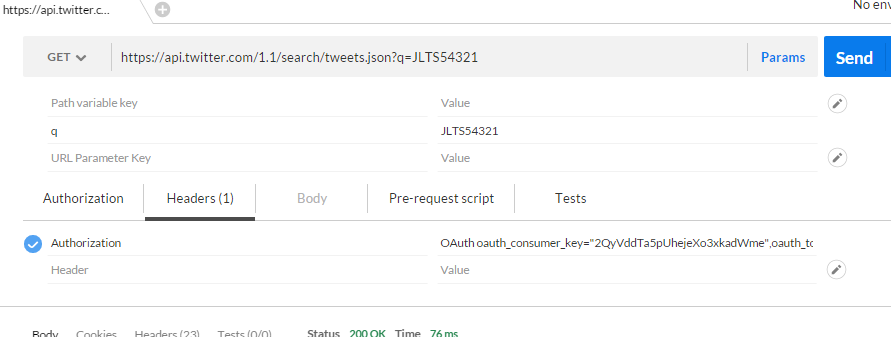 https://api.twitter.c...
No env
GET https://api.twitter.com/1.1/search/tweets.json?q=JLTS54321 Params Send
Path variable key Value
q JLTS54321
URL Parameter Key Value
Authorization Headers (1) Body Pre-request script Tests
Authorization OAuth oauth_consumer_key="2QyVddTa5pUhejeXo3xkadWme",oauth_to
Header Value
Body Cookies Headers (23) Tests (0/0) Status 200 OK Time 76 ms